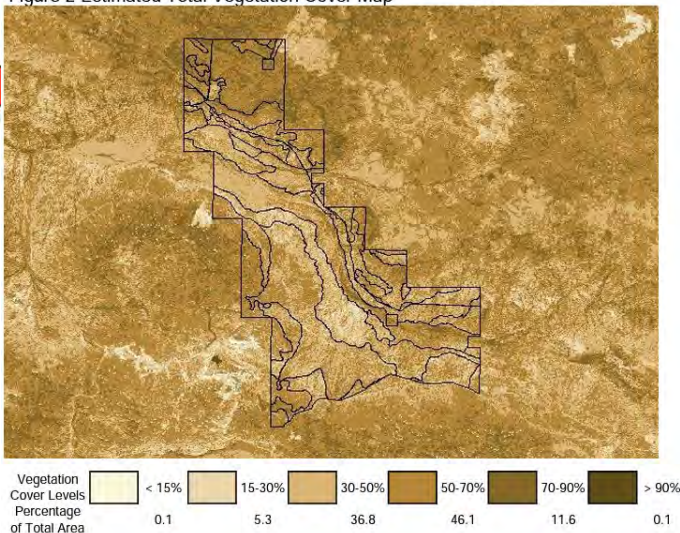 Figure 2 Estimated Total Vegetation Cover Map
Vegetation Cover Levels < 15% 15-30% 30-50% 50-70% 70-90% > 90%
Percentage of Total Area 0.1 5.3 36.8 46.1 11.6 0.1